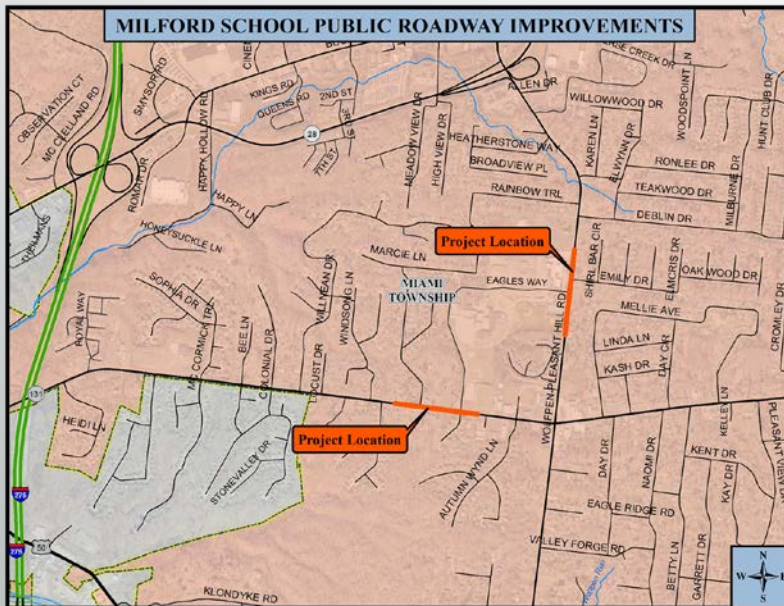 MILFORD SCHOOL PUBLIC ROADWAY IMPROVEMENTS
OBSERVATION CT
MC CLELLAND RD
SMYSOR RD
KINGS RD
QUEENS RD
2ND ST
3RD ST
7TH ST
28
ALLEN DR
WILLOWWOOD DR
WOODSPOINT LN
HUNT CLUB DR
HAPPY HOLLOW RD
ROMAR DR
MEADOW VIEW DR
HIGH VIEW DR
HEATHERSTONE WAY
BROADVIEW PL
RAINBOW TRL
KAREN LN
ELWYNN DR
RONLEE DR
TEAKWOOD DR
MILBURNE DR
DEBLIN DR
HAPPY LN
HONEYSUCKLE LN
MARCIE LN
Project Location
SHIRL BAR CIR
EMILY DR
ELMCRIS DR
OAK WOOD DR
SOPHIA DR
MIAMI
TOWNSHIP
EAGLES WAY
MELLIE AVE
ROYAL WAY
MC CORMICK TRL
BEE LN
COLONIAL DR
LOCUST DR
WILLNEAN DR
WINDSONG LN
WOLFPEN PLEASANT HILL RD
LINDA LN
KASH DR
DAY CIR
CROMLEY DR
131
HEIDI LN
Project Location
STONEVALLEY DR
AUTUMN WYND LN
KELLEY LN
PLEASANT VIEW DR
DAY DR
NAOMI DR
KENT DR
KAY DR
EAGLE RIDGE RD
275
50
275
VALLEY FORGE RD
BETTY LN
GARRETT DR
KLONDYKE RD
N
W E
S